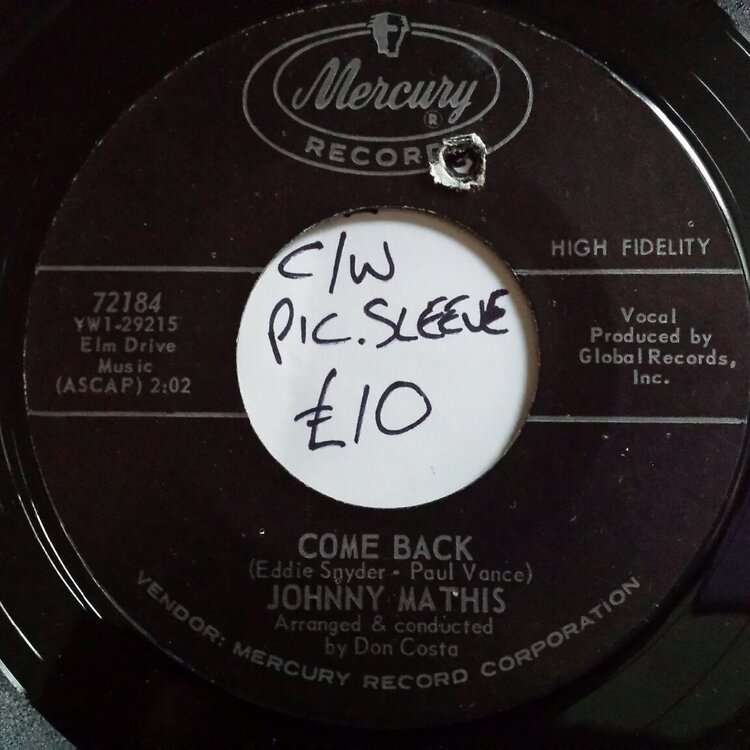 Mercury
®
RECORDS
HIGH FIDELITY
72184
YW1-29215
Elm Drive
Music
(ASCAP) 2:02
C/W
PIC. SLEEVE
£10
Vocal
Produced by
Global Records,
Inc.
COME BACK
(Eddie Snyder - Paul Vance)
JOHNNY MATHIS
Arranged & conducted
by Don Costa
VENDOR: MERCURY RECORD CORPORATION